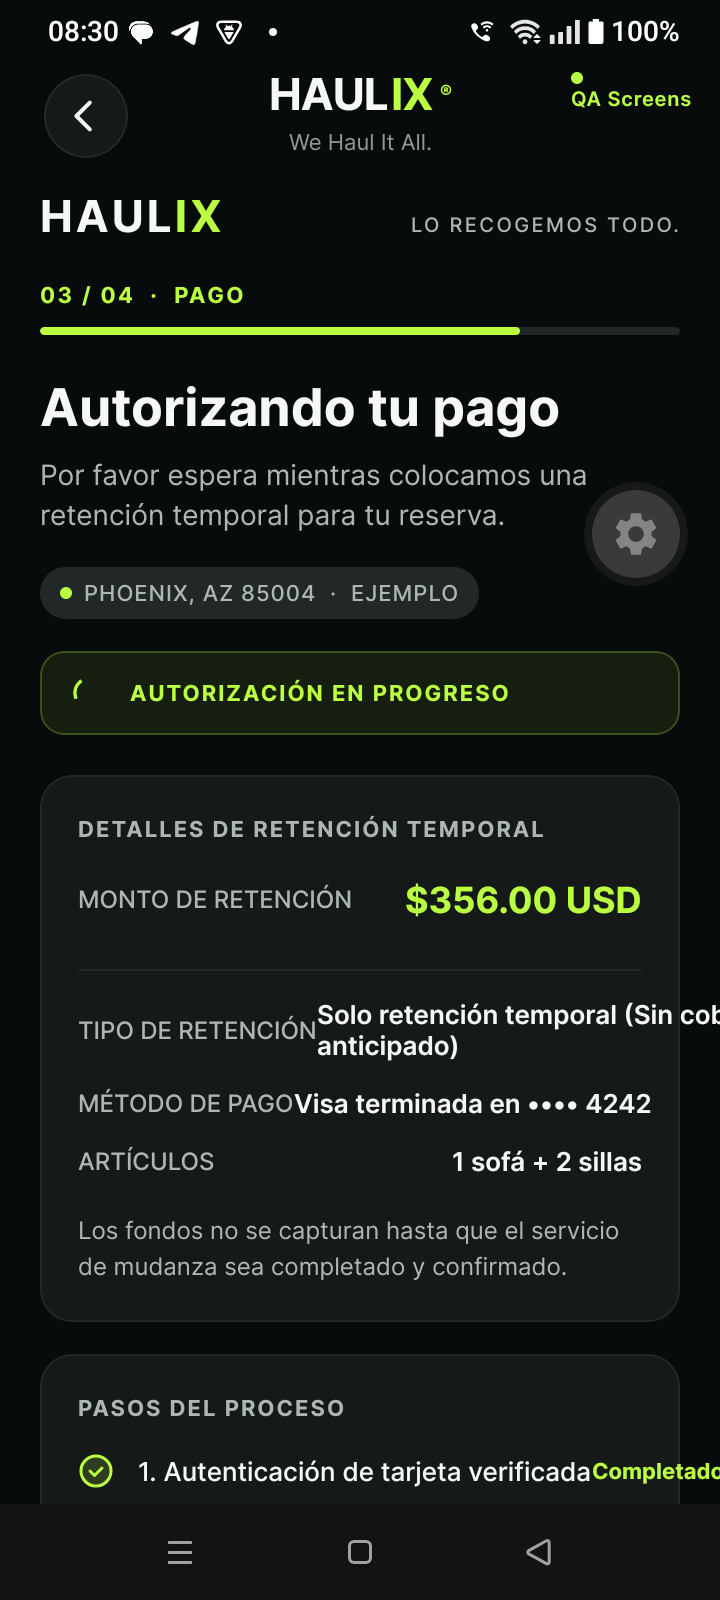 08:30
100%
HAULIX ®
QA Screens
We Haul It All.
HAULIX
LO RECOGEMOS TODO.
03 / 04 · PAGO
Autorizando tu pago
Por favor espera mientras colocamos una
retención temporal para tu reserva.
PHOENIX, AZ 85004 · EJEMPLO
AUTORIZACIÓN EN PROGRESO
DETALLES DE RETENCIÓN TEMPORAL
MONTO DE RETENCIÓN $356.00 USD
TIPO DE RETENCIÓN Solo retención temporal (Sin cob
anticipado)
MÉTODO DE PAGO Visa terminada en •••• 4242
ARTÍCULOS 1 sofá + 2 sillas
Los fondos no se capturan hasta que el servicio
de mudanza sea completado y confirmado.
PASOS DEL PROCESO
1. Autenticación de tarjeta verificada Completado